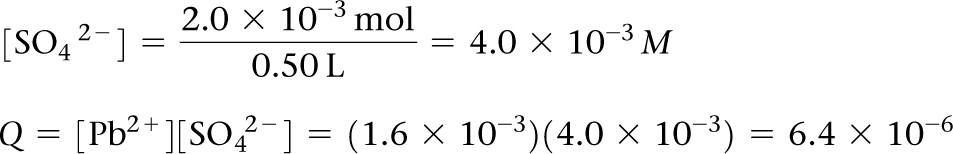 [SO₄²⁻] = 2.0 × 10⁻³ mol / 0.50 L = 4.0 × 10⁻³ M
Q = [Pb²⁺][SO₄²⁻] = (1.6 × 10⁻³)(4.0 × 10⁻³) = 6.4 × 10⁻⁶